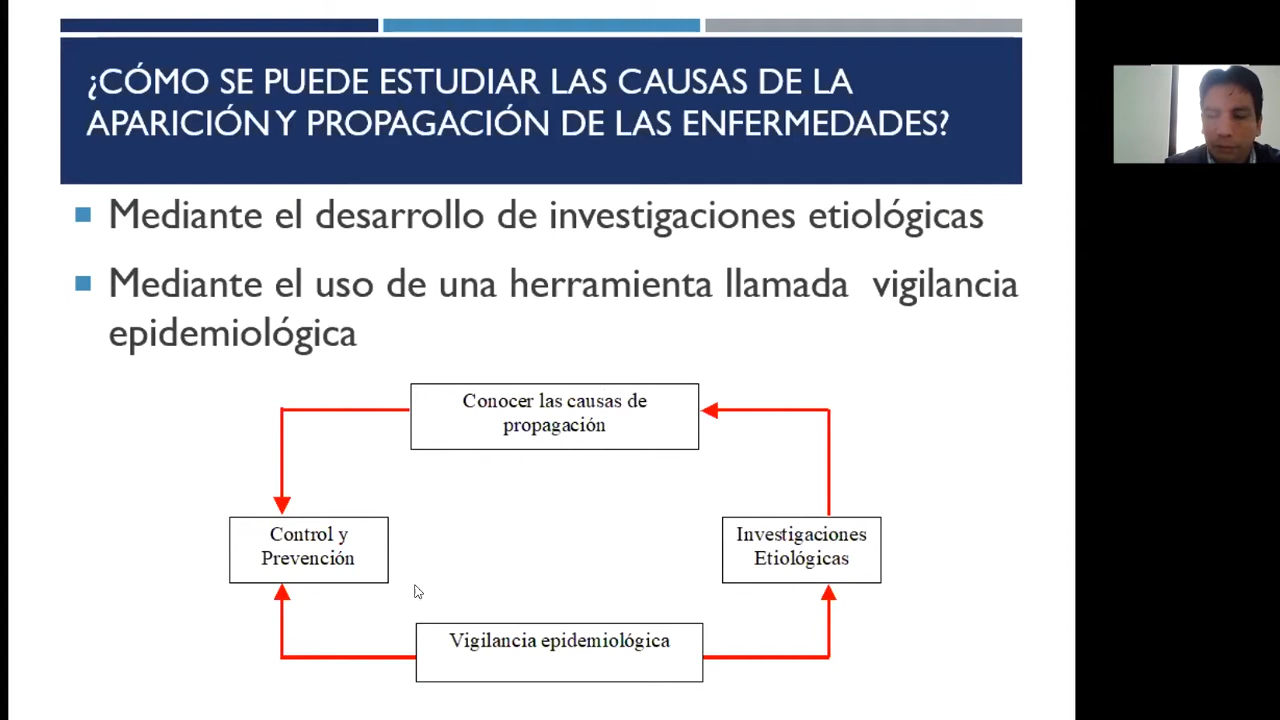 ¿CÓMO SE PUEDE ESTUDIAR LAS CAUSAS DE LA
APARICIÓN Y PROPAGACIÓN DE LAS ENFERMEDADES?
Mediante el desarrollo de investigaciones etiológicas
Mediante el uso de una herramienta llamada vigilancia
epidemiológica
Conocer las causas de
propagación
Control y
Prevención
Investigaciones
Etiológicas
Vigilancia epidemiológica